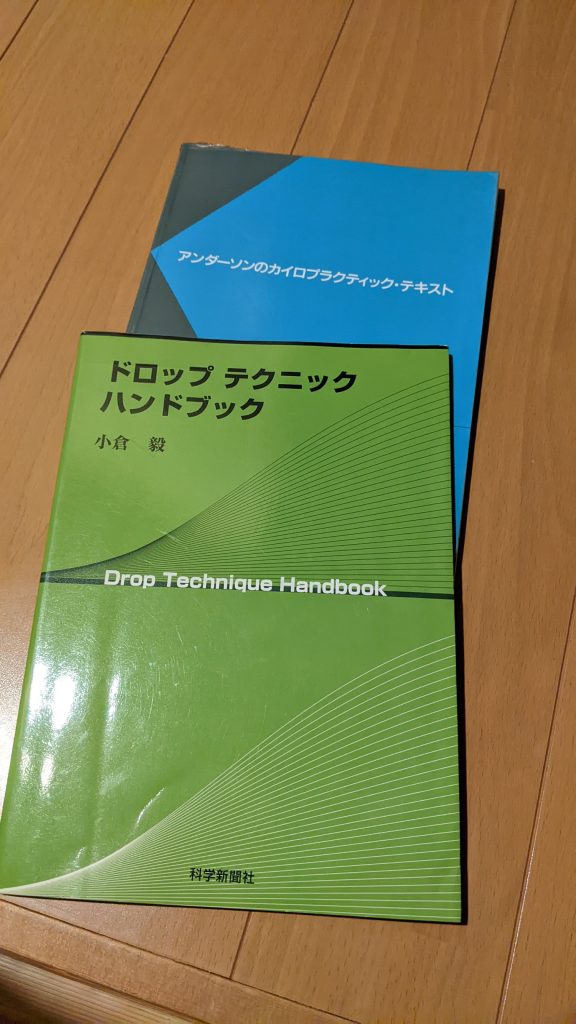 アンダーソンのカイロプラクティック・テキスト
ドロップ テクニック
ハンドブック
小倉 毅
Drop Technique Handbook
科学新聞社